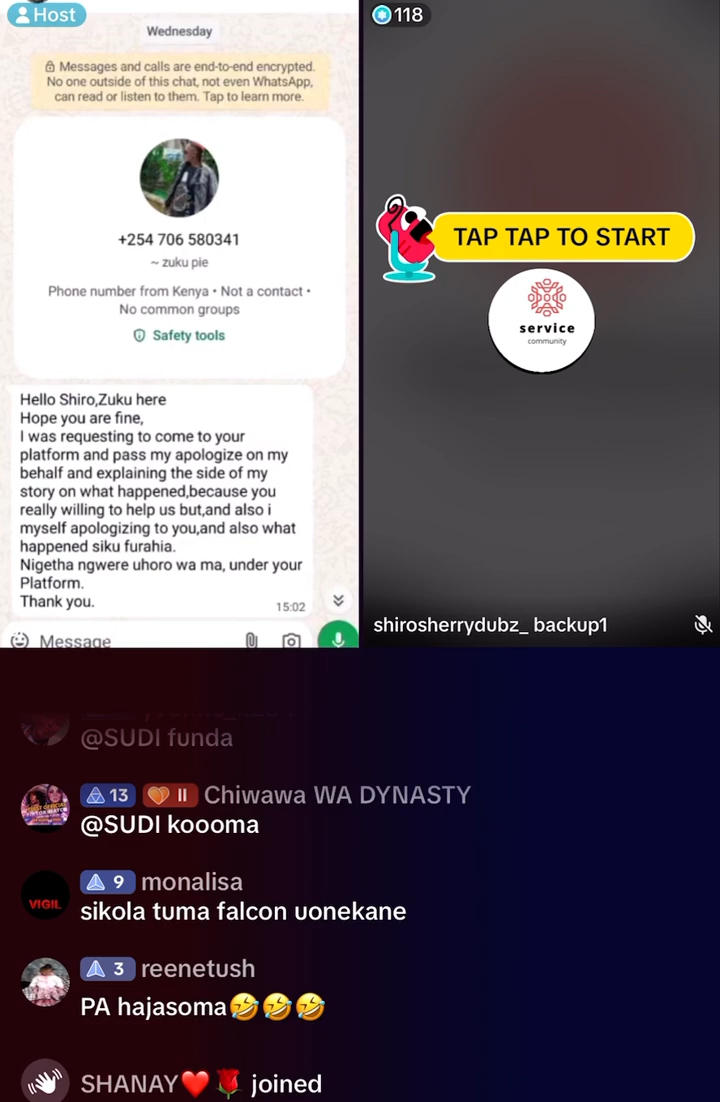 Host
Wednesday
Messages and calls are end-to-end encrypted.
No one outside of this chat, not even WhatsApp,
can read or listen to them. Tap to learn more.
+254 706 580341
~ zuku pie
Phone number from Kenya • Not a contact •
No common groups
Safety tools
Hello Shiro,Zuku here
Hope you are fine,
I was requesting to come to your
platform and pass my apologize on my
behalf and explaining the side of my
story on what happened,because you
really willing to help us but,and also i
myself apologizing to you,and also what
happened siku furahia.
Nigetha ngwere uhoro wa ma, under your
Platform.
Thank you.
15:02
Message
118
TAP TAP TO START
service
community
shirosherrydubz_ backup1
@SUDI funda
13 II Chiwawa WA DYNASTY
@SUDI koooma
VIGIL
9 monalisa
sikola tuma falcon uonekane
3 reenetush
PA hajasoma🤣🤣🤣
SHANAY❤️🌹 joined